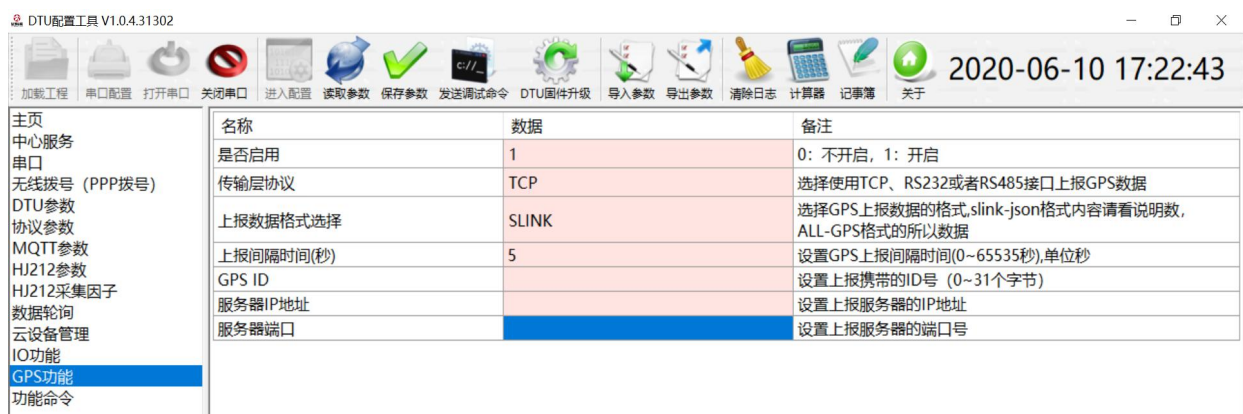 DTU配置工具 V1.0.4.31302
加载工程 串口配置 打开串口 关闭串口 进入配置 读取参数 保存参数 发送调试命令 DTU固件升级 导入参数 导出参数 清除日志 计算器 记事簿 关于
2020-06-10 17:22:43
主页
中心服务
串口
无线拨号（PPP拨号）
DTU参数
协议参数
MQTT参数
HJ212参数
HJ212采集因子
数据轮询
云设备管理
IO功能
GPS功能
功能命令
名称 数据 备注
是否启用 1 0：不开启，1：开启
传输层协议 TCP 选择使用TCP、RS232或者RS485接口上报GPS数据
上报数据格式选择 SLINK 选择GPS上报数据的格式,slink-json格式内容请看说明数，
ALL-GPS格式的所以数据
上报间隔时间(秒) 5 设置GPS上报间隔时间(0~65535秒),单位秒
GPS ID 设置上报携带的ID号（0~31个字节）
服务器IP地址 设置上报服务器的IP地址
服务器端口 设置上报服务器的端口号